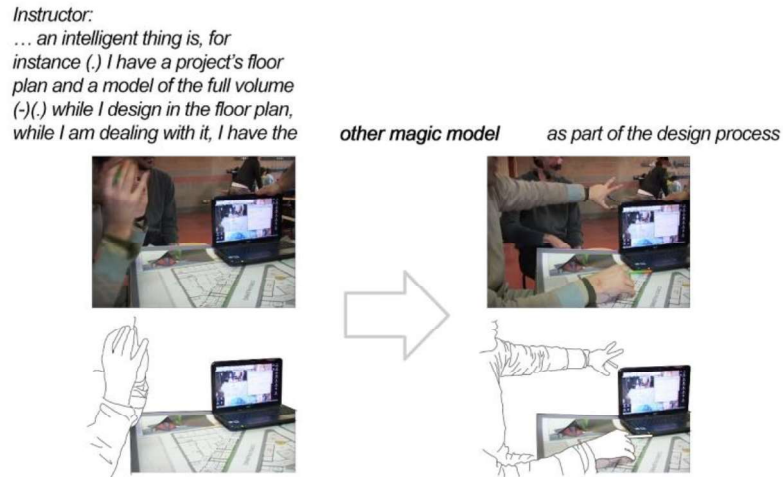 Instructor:
… an intelligent thing is, for
instance (.) I have a project's floor
plan and a model of the full volume
(-)(.) while I design in the floor plan,
while I am dealing with it, I have the other magic model as part of the design process